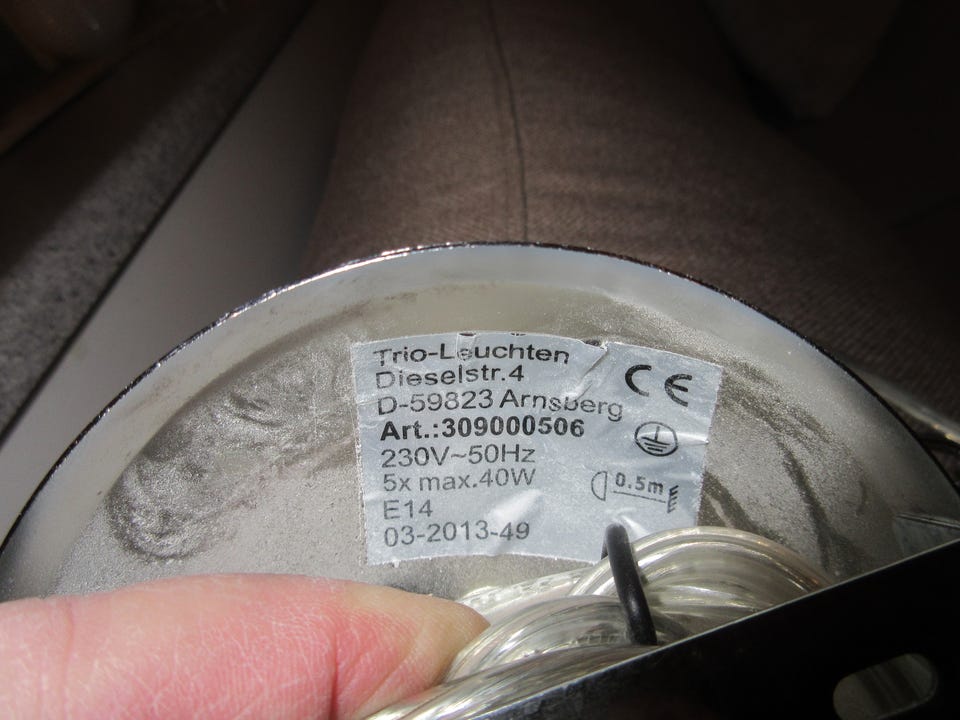 Trio-Leuchten
Dieselstr.4
D-59823 Arnsberg
Art.:309000506
230V~50Hz
5x max.40W
E14
03-2013-49
CE
0.5m